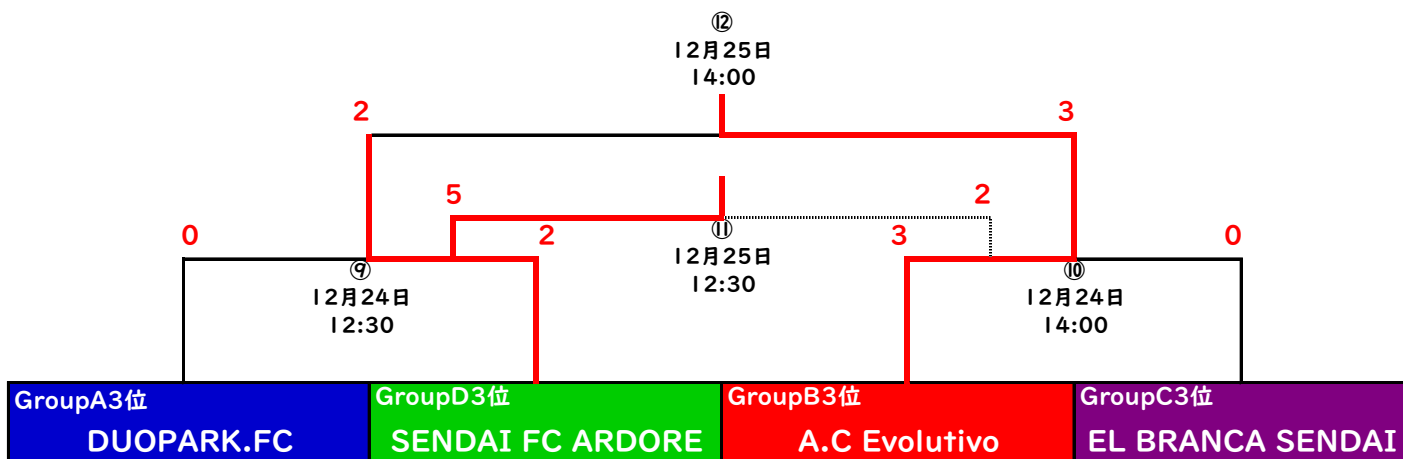 ⑫
12月25日
14:00
2
3
5
2
0
2
⑪
3
0
12月25日
12:30
⑨
12月24日
12:30
⑩
12月24日
14:00
GroupA3位
DUOPARK.FC
GroupD3位
SENDAI FC ARDORE
GroupB3位
A.C Evolutivo
GroupC3位
EL BRANCA SENDAI